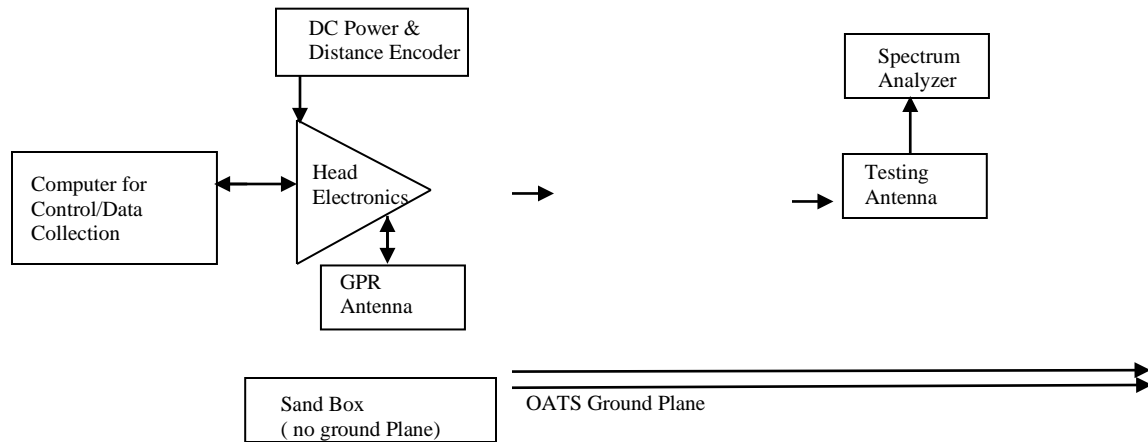 DC Power &
Distance Encoder
Spectrum
Analyzer
Head
Electronics
Computer for
Control/Data
Collection
Testing
Antenna
GPR
Antenna
Sand Box
( no ground Plane)
OATS Ground Plane